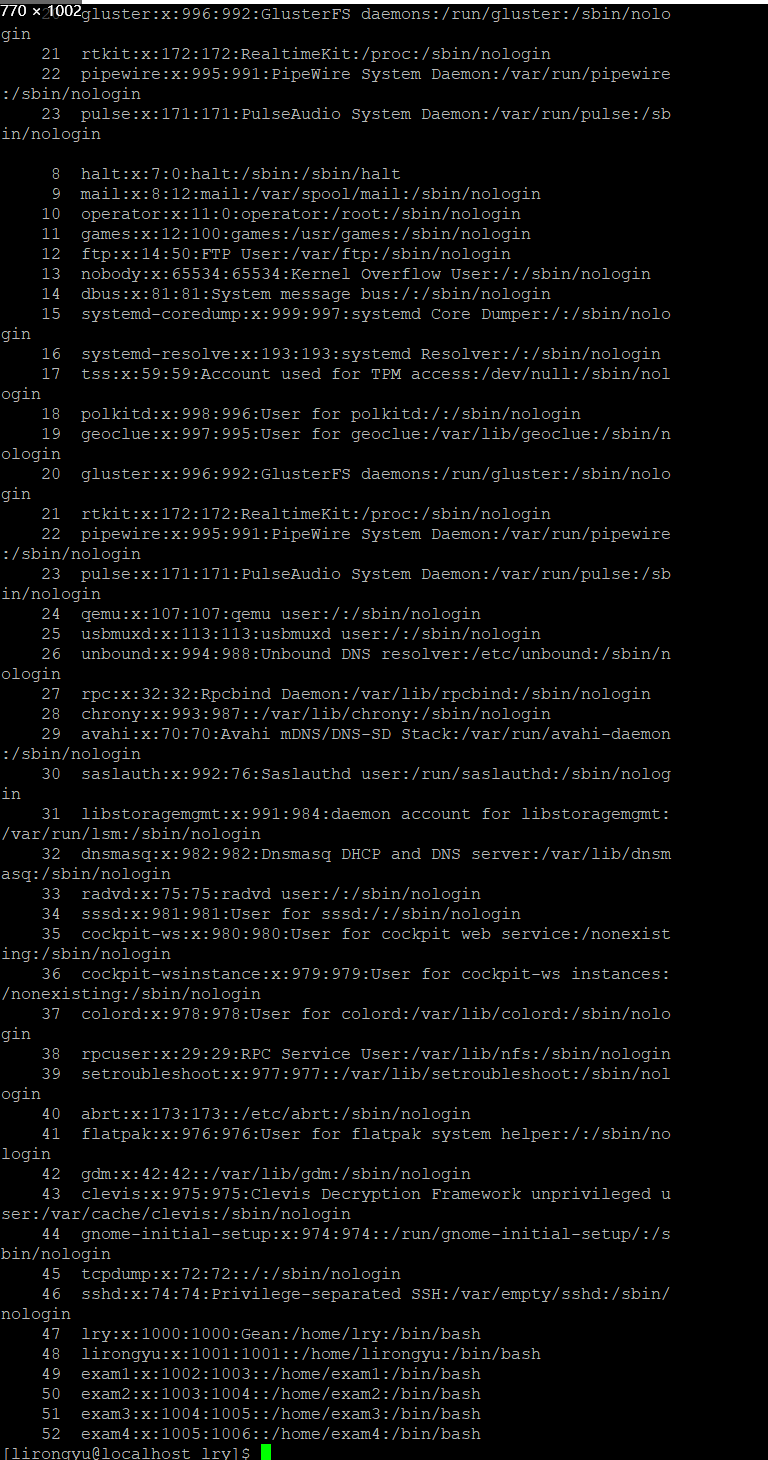 770 × 1002
20  gluster:x:996:992:GlusterFS daemons:/run/gluster:/sbin/nolo
gin
    21  rtkit:x:172:172:RealtimeKit:/proc:/sbin/nologin
    22  pipewire:x:995:991:PipeWire System Daemon:/var/run/pipewire
:/sbin/nologin
    23  pulse:x:171:171:PulseAudio System Daemon:/var/run/pulse:/sb
in/nologin
     8  halt:x:7:0:halt:/sbin:/sbin/halt
     9  mail:x:8:12:mail:/var/spool/mail:/sbin/nologin
    10  operator:x:11:0:operator:/root:/sbin/nologin
    11  games:x:12:100:games:/usr/games:/sbin/nologin
    12  ftp:x:14:50:FTP User:/var/ftp:/sbin/nologin
    13  nobody:x:65534:65534:Kernel Overflow User:/:/sbin/nologin
    14  dbus:x:81:81:System message bus:/:/sbin/nologin
    15  systemd-coredump:x:999:997:systemd Core Dumper:/:/sbin/nolo
gin
    16  systemd-resolve:x:193:193:systemd Resolver:/:/sbin/nologin
    17  tss:x:59:59:Account used for TPM access:/dev/null:/sbin/nol
ogin
    18  polkitd:x:998:996:User for polkitd:/:/sbin/nologin
    19  geoclue:x:997:995:User for geoclue:/var/lib/geoclue:/sbin/n
ologin
    20  gluster:x:996:992:GlusterFS daemons:/run/gluster:/sbin/nolo
gin
    21  rtkit:x:172:172:RealtimeKit:/proc:/sbin/nologin
    22  pipewire:x:995:991:PipeWire System Daemon:/var/run/pipewire
:/sbin/nologin
    23  pulse:x:171:171:PulseAudio System Daemon:/var/run/pulse:/sb
in/nologin
    24  qemu:x:107:107:qemu user:/:/sbin/nologin
    25  usbmuxd:x:113:113:usbmuxd user:/:/sbin/nologin
    26  unbound:x:994:988:Unbound DNS resolver:/etc/unbound:/sbin/n
ologin
    27  rpc:x:32:32:Rpcbind Daemon:/var/lib/rpcbind:/sbin/nologin
    28  chrony:x:993:987::/var/lib/chrony:/sbin/nologin
    29  avahi:x:70:70:Avahi mDNS/DNS-SD Stack:/var/run/avahi-daemon
:/sbin/nologin
    30  saslauth:x:992:76:Saslauthd user:/run/saslauthd:/sbin/nolog
in
    31  libstoragemgmt:x:991:984:daemon account for libstoragemgmt:
/var/run/lsm:/sbin/nologin
    32  dnsmasq:x:982:982:Dnsmasq DHCP and DNS server:/var/lib/dnsm
asq:/sbin/nologin
    33  radvd:x:75:75:radvd user:/:/sbin/nologin
    34  sssd:x:981:981:User for sssd:/:/sbin/nologin
    35  cockpit-ws:x:980:980:User for cockpit web service:/nonexist
ing:/sbin/nologin
    36  cockpit-wsinstance:x:979:979:User for cockpit-ws instances:
/nonexisting:/sbin/nologin
    37  colord:x:978:978:User for colord:/var/lib/colord:/sbin/nolo
gin
    38  rpcuser:x:29:29:RPC Service User:/var/lib/nfs:/sbin/nologin
    39  setroubleshoot:x:977:977::/var/lib/setroubleshoot:/sbin/nol
ogin
    40  abrt:x:173:173::/etc/abrt:/sbin/nologin
    41  flatpak:x:976:976:User for flatpak system helper:/:/sbin/no
login
    42  gdm:x:42:42::/var/lib/gdm:/sbin/nologin
    43  clevis:x:975:975:Clevis Decryption Framework unprivileged u
ser:/var/cache/clevis:/sbin/nologin
    44  gnome-initial-setup:x:974:974::/run/gnome-initial-setup/:/s
bin/nologin
    45  tcpdump:x:72:72::/:/sbin/nologin
    46  sshd:x:74:74:Privilege-separated SSH:/var/empty/sshd:/sbin/
nologin
    47  lry:x:1000:1000:Gean:/home/lry:/bin/bash
    48  lirongyu:x:1001:1001::/home/lirongyu:/bin/bash
    49  exam1:x:1002:1003::/home/exam1:/bin/bash
    50  exam2:x:1003:1004::/home/exam2:/bin/bash
    51  exam3:x:1004:1005::/home/exam3:/bin/bash
    52  exam4:x:1005:1006::/home/exam4:/bin/bash
[lirongyu@localhost lry]$